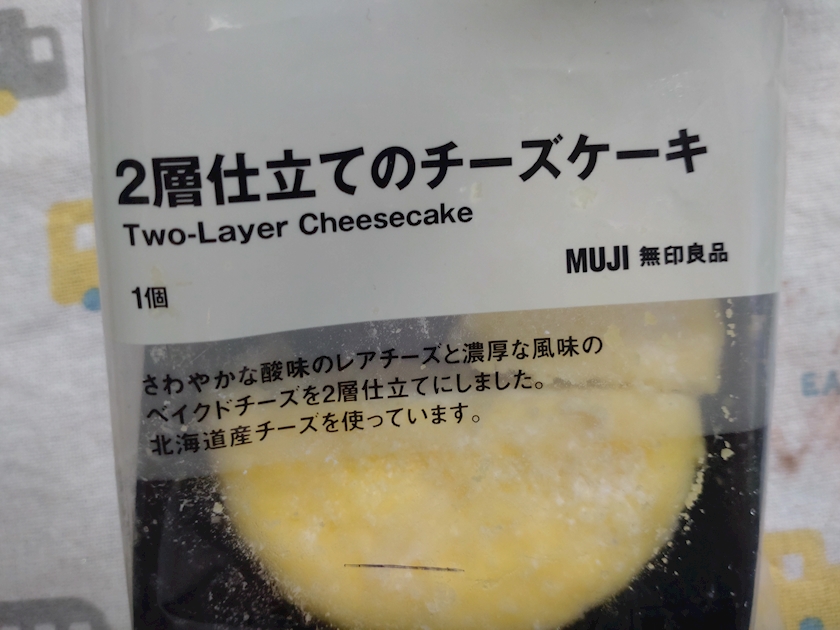 2層仕立てのチーズケーキ
Two-Layer Cheesecake
MUJI 無印良品
1個
さわやかな酸味のレアチーズと濃厚な風味の
ベイクドチーズを2層仕立てにしました。
北海道産チーズを使っています。
EA